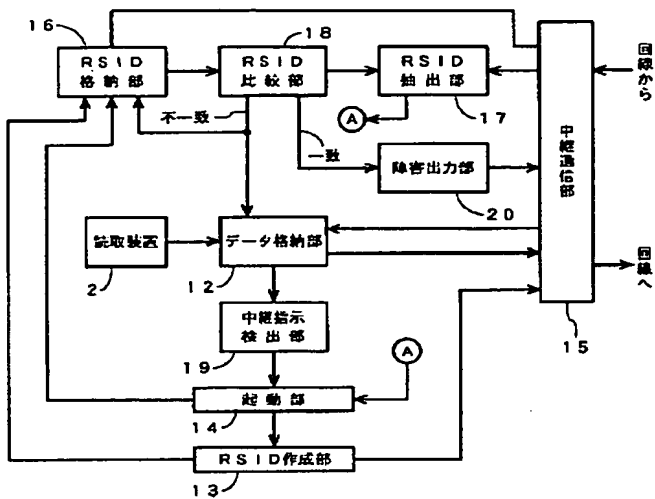 16
RSID
格納部
18
RSID
比較部
RSID
抽出部
17
A
不一致
一致
障害出力部
20
回線から
中継通信部
15
回線へ
読取装置
2
データ格納部
12
中継指示
検出部
19
A
起動部
14
RSID作成部
13